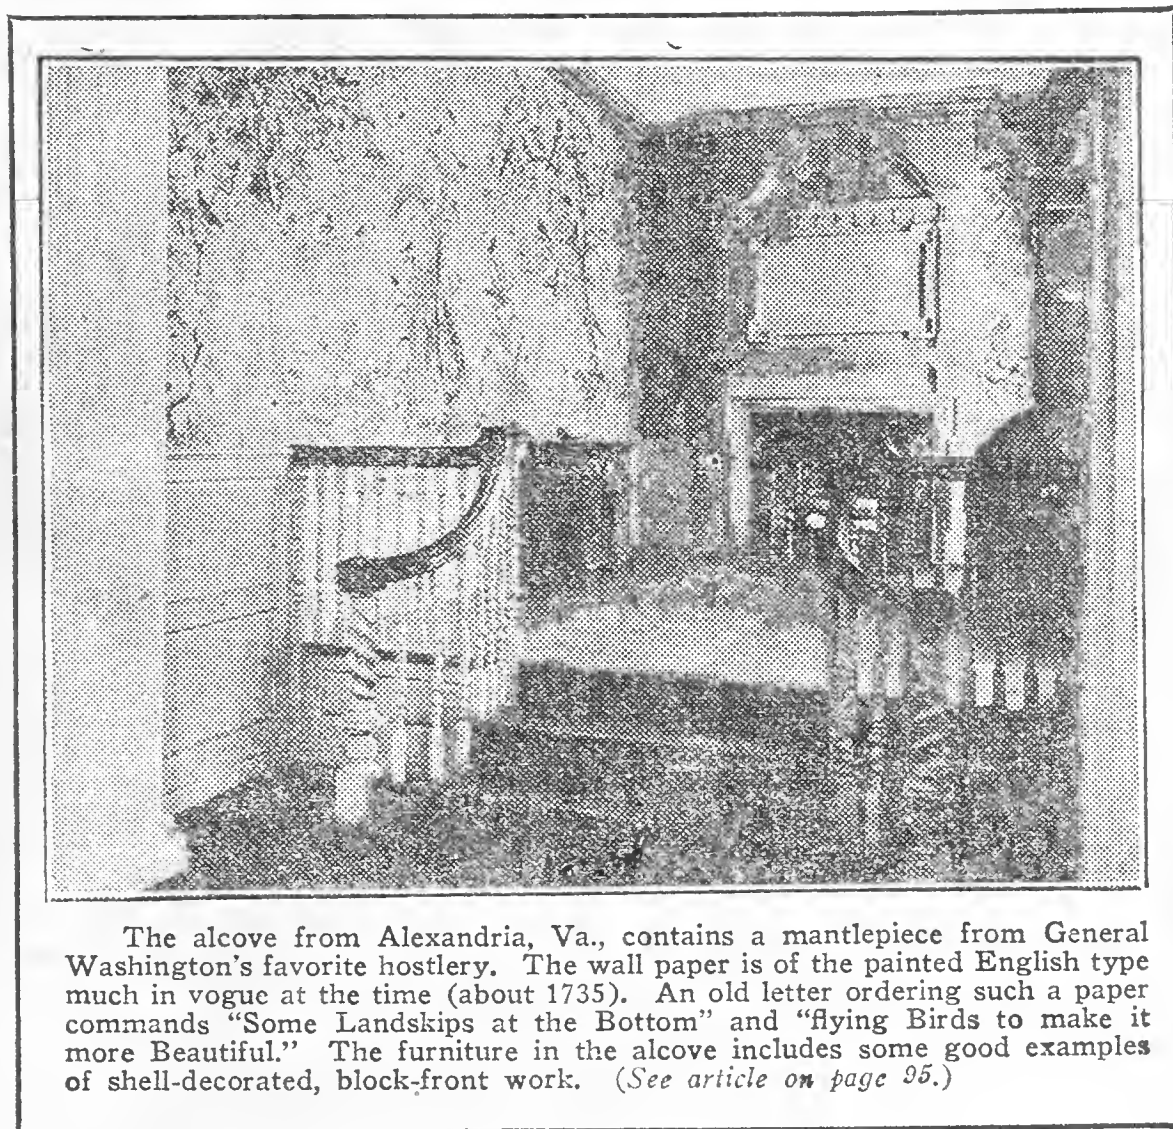 The alcove from Alexandria, Va., contains a mantlepiece from General
Washington's favorite hostlery. The wall paper is of the painted English type
much in vogue at the time (about 1735). An old letter ordering such a paper
commands “Some Landskips at the Bottom” and “flying Birds to make it
more Beautiful.” The furniture in the alcove includes some good examples
of shell-decorated, block-front work. (See article on page 95.)